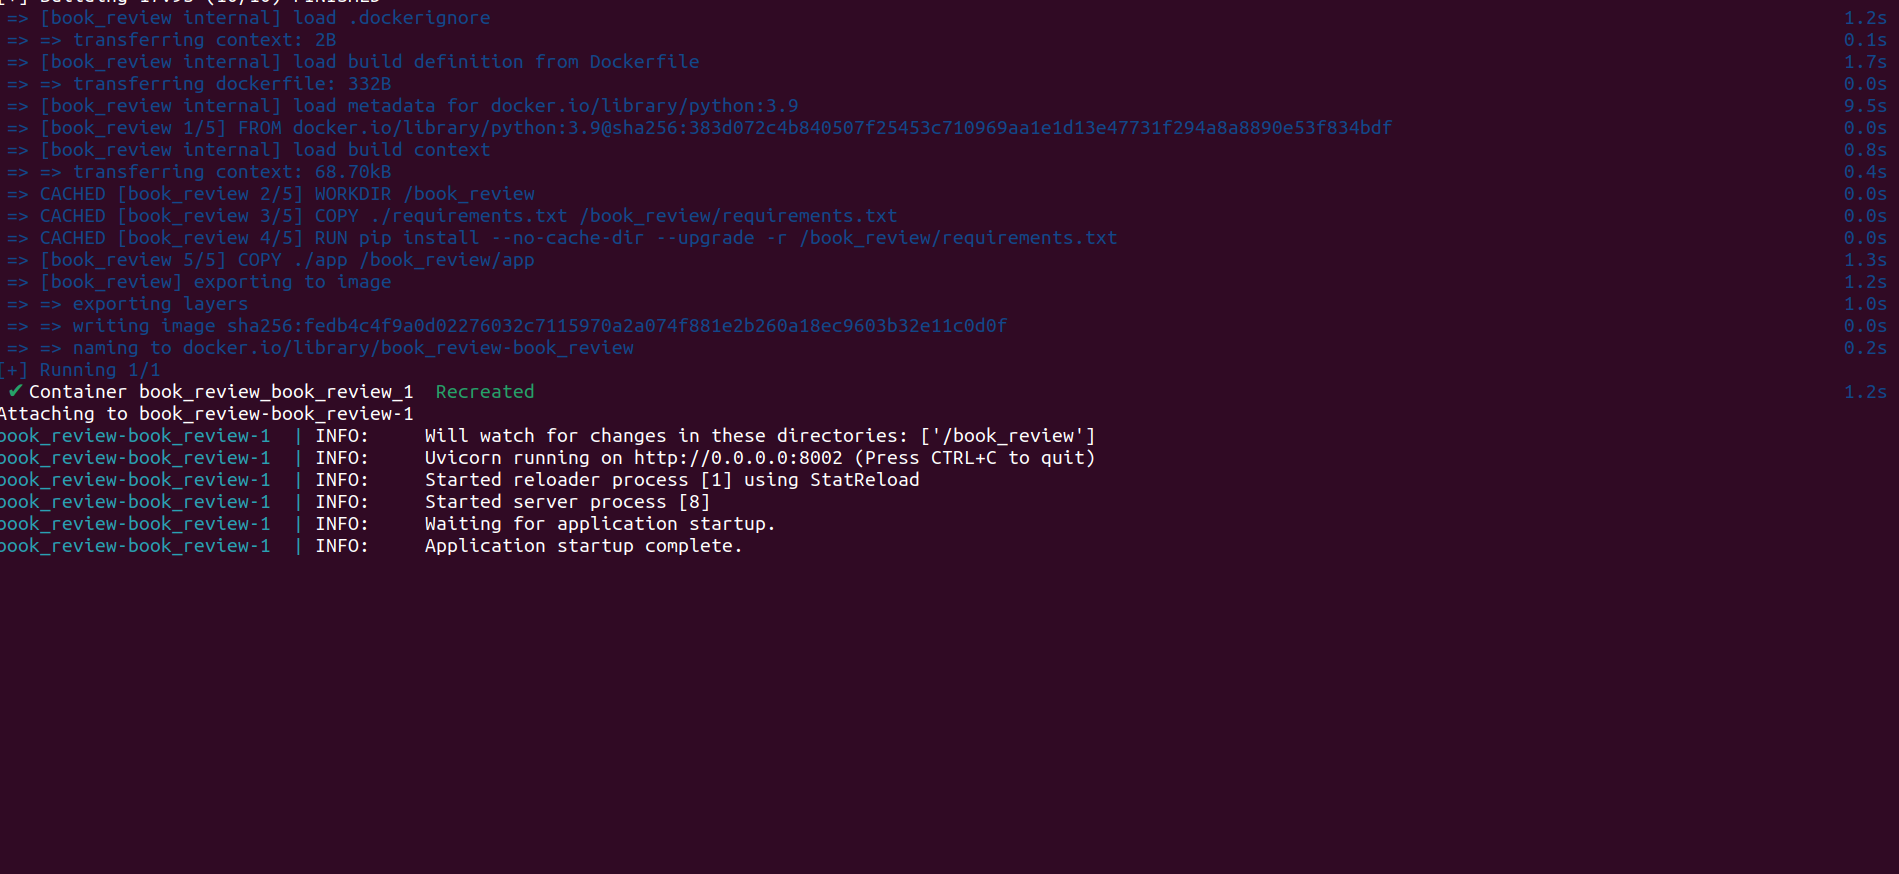 => [book_review internal] load .dockerignore 1.2s
=> => transferring context: 2B 0.1s
=> [book_review internal] load build definition from Dockerfile 1.7s
=> => transferring dockerfile: 332B 0.0s
=> [book_review internal] load metadata for docker.io/library/python:3.9 9.5s
=> [book_review 1/5] FROM docker.io/library/python:3.9@sha256:383d072c4b840507f25453c710969aa1e1d13e47731f294a8a8890e53f834bdf 0.0s
=> [book_review internal] load build context 0.8s
=> => transferring context: 68.70kB 0.4s
=> CACHED [book_review 2/5] WORKDIR /book_review 0.0s
=> CACHED [book_review 3/5] COPY ./requirements.txt /book_review/requirements.txt 0.0s
=> CACHED [book_review 4/5] RUN pip install --no-cache-dir --upgrade -r /book_review/requirements.txt 0.0s
=> [book_review 5/5] COPY ./app /book_review/app 1.3s
=> [book_review] exporting to image 1.2s
=> => exporting layers 1.0s
=> => writing image sha256:fedb4c4f9a0d02276032c7115970a2a074f881e2b260a18ec9603b32e11c0d0f 0.0s
=> => naming to docker.io/library/book_review-book_review 0.2s
[+] Running 1/1
✔ Container book_review_book_review_1 Recreated 1.2s
Attaching to book_review-book_review-1
book_review-book_review-1 | INFO: Will watch for changes in these directories: ['/book_review']
book_review-book_review-1 | INFO: Uvicorn running on http://0.0.0.0:8002 (Press CTRL+C to quit)
book_review-book_review-1 | INFO: Started reloader process [1] using StatReload
book_review-book_review-1 | INFO: Started server process [8]
book_review-book_review-1 | INFO: Waiting for application startup.
book_review-book_review-1 | INFO: Application startup complete.